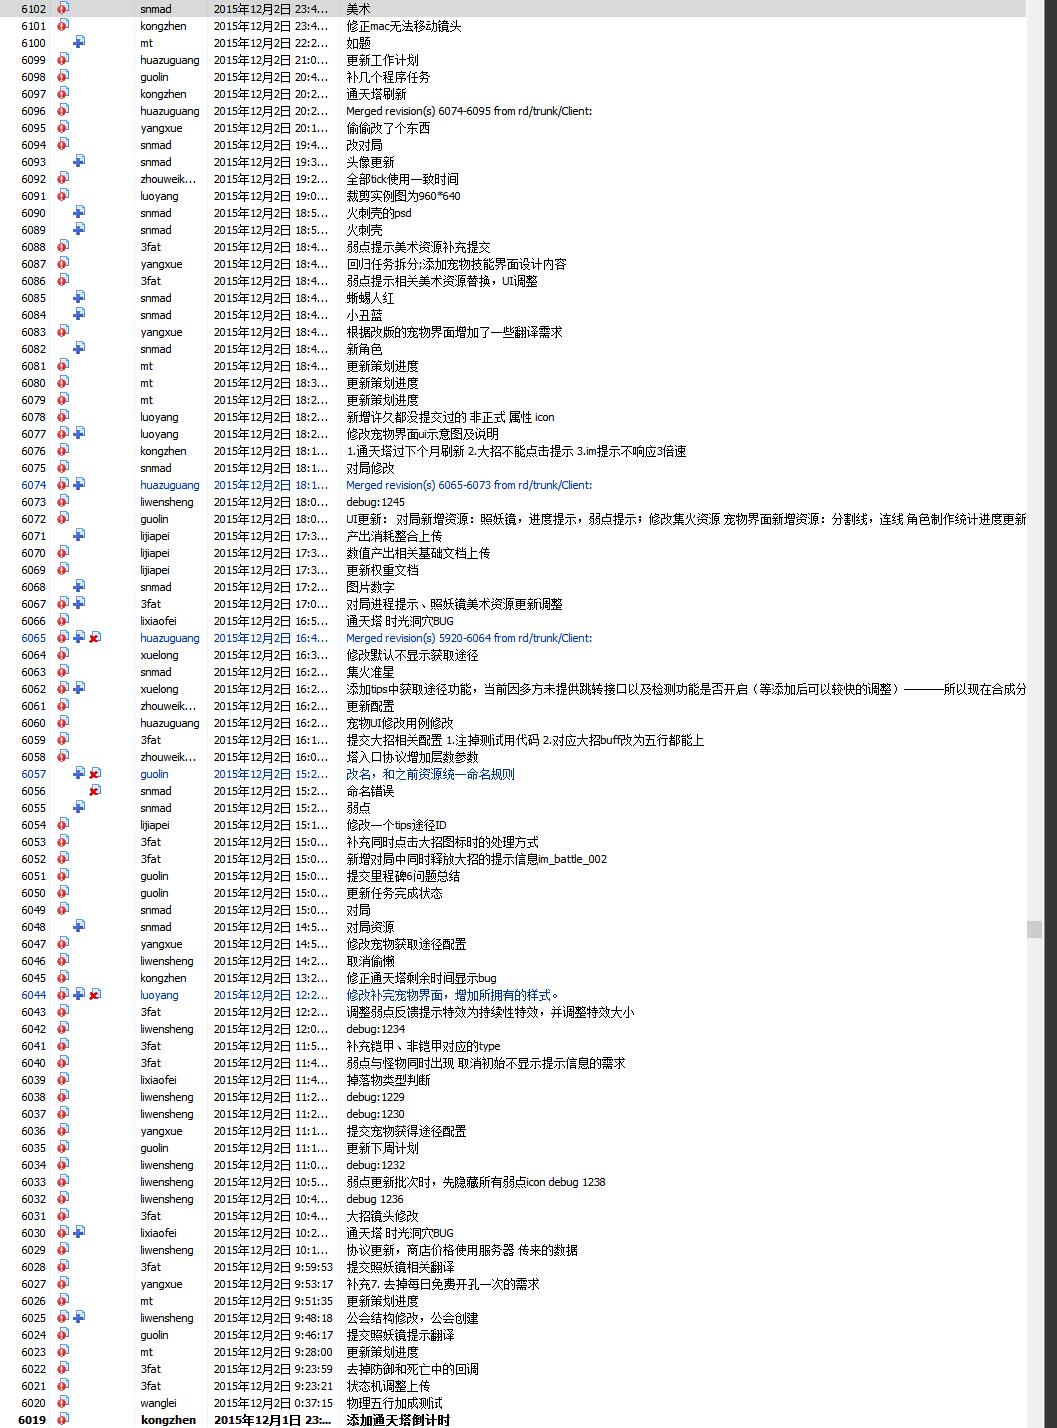 6102 snmad 2015年12月2日 23:4... 美术
6101 kongzhen 2015年12月2日 23:4... 修正mac无法移动镜头
6100 mt 2015年12月2日 22:2... 如题
6099 huazuguang 2015年12月2日 21:0... 更新工作计划
6098 guolin 2015年12月2日 20:4... 补几个程序任务
6097 kongzhen 2015年12月2日 20:2... 通天塔刷新
6096 huazuguang 2015年12月2日 20:2... Merged revision(s) 6074-6095 from rd/trunk/Client:
6095 yangxue 2015年12月2日 20:1... 偷偷改了个东西
6094 snmad 2015年12月2日 19:4... 改对局
6093 snmad 2015年12月2日 19:3... 头像更新
6092 zhouweik... 2015年12月2日 19:2... 全部tick使用一致时间
6091 luoyang 2015年12月2日 19:0... 裁剪实例图为960*640
6090 snmad 2015年12月2日 18:5... 火刺壳的psd
6089 snmad 2015年12月2日 18:5... 火刺壳
6088 3fat 2015年12月2日 18:4... 弱点提示美术资源补充提交
6087 yangxue 2015年12月2日 18:4... 回归任务拆分;添加宠物技能界面设计内容
6086 3fat 2015年12月2日 18:4... 弱点提示相关美术资源替换，UI调整
6085 snmad 2015年12月2日 18:4... 蜥蜴人红
6084 snmad 2015年12月2日 18:4... 小丑蓝
6083 yangxue 2015年12月2日 18:4... 根据改版的宠物界面增加了一些翻译需求
6082 snmad 2015年12月2日 18:4... 新角色
6081 mt 2015年12月2日 18:4... 更新策划进度
6080 mt 2015年12月2日 18:3... 更新策划进度
6079 mt 2015年12月2日 18:2... 更新策划进度
6078 luoyang 2015年12月2日 18:2... 新增许久都没提交过的 非正式 属性 icon
6077 luoyang 2015年12月2日 18:2... 修改宠物界面ui示意图及说明
6076 kongzhen 2015年12月2日 18:1... 1.通天塔过下个月刷新 2.大招不能点击提示 3.im提示不响应3倍速
6075 snmad 2015年12月2日 18:1... 对局修改
6074 huazuguang 2015年12月2日 18:1... Merged revision(s) 6065-6073 from rd/trunk/Client:
6073 liwensheng 2015年12月2日 18:0... debug:1245
6072 guolin 2015年12月2日 18:0... UI更新： 对局新增资源：照妖镜，进度提示，弱点提示；修改集火资源 宠物界面新增资源：分割线，连线 角色制作统计进度更新
6071 lijiapei 2015年12月2日 17:3... 产出消耗整合上传
6070 lijiapei 2015年12月2日 17:3... 数值产出相关基础文档上传
6069 lijiapei 2015年12月2日 17:3... 更新权重文档
6068 snmad 2015年12月2日 17:2... 图片数字
6067 3fat 2015年12月2日 17:0... 对局进程提示、照妖镜美术资源更新调整
6066 lixiaofei 2015年12月2日 16:5... 通天塔 时光洞穴BUG
6065 huazuguang 2015年12月2日 16:4... Merged revision(s) 5920-6064 from rd/trunk/Client:
6064 xuelong 2015年12月2日 16:3... 修改默认不显示获取途径
6063 snmad 2015年12月2日 16:2... 集火准星
6062 xuelong 2015年12月2日 16:2... 添加tips中获取途径功能，当前因多方未提供跳转接口以及检测功能是否开启（等添加后可以较快的调整）———所以现在合成分
6061 zhouweik... 2015年12月2日 16:2... 更新配置
6060 huazuguang 2015年12月2日 16:2... 宠物UI修改用例修改
6059 3fat 2015年12月2日 16:1... 提交大招相关配置 1.注掉测试用代码 2.对应大招buff改为五行都能上
6058 zhouweik... 2015年12月2日 16:0... 塔入口协议增加层数参数
6057 guolin 2015年12月2日 15:2... 改名，和之前资源统一命名规则
6056 snmad 2015年12月2日 15:2... 命名错误
6055 snmad 2015年12月2日 15:2... 弱点
6054 lijiapei 2015年12月2日 15:1... 修改一个tips途径ID
6053 3fat 2015年12月2日 15:0... 补充同时点击大招图标时的处理方式
6052 3fat 2015年12月2日 15:0... 新增对局中同时释放大招的提示信息im_battle_002
6051 guolin 2015年12月2日 15:0... 提交里程碑6问题总结
6050 guolin 2015年12月2日 15:0... 更新任务完成状态
6049 snmad 2015年12月2日 15:0... 对局
6048 snmad 2015年12月2日 14:5... 对局资源
6047 yangxue 2015年12月2日 14:5... 修改宠物获取途径配置
6046 liwensheng 2015年12月2日 14:2... 取消偷懒
6045 kongzhen 2015年12月2日 13:2... 修正通天塔剩余时间显示bug
6044 luoyang 2015年12月2日 12:2... 修改补完宠物界面，增加所拥有的样式。
6043 3fat 2015年12月2日 12:2... 调整弱点反馈提示特效为持续性特效，并调整特效大小
6042 liwensheng 2015年12月2日 12:0... debug:1234
6041 3fat 2015年12月2日 11:5... 补充铠甲、非铠甲对应的type
6040 3fat 2015年12月2日 11:4... 弱点与怪物同时出现 取消初始不显示提示信息的需求
6039 lixiaofei 2015年12月2日 11:4... 掉落物类型判断
6038 liwensheng 2015年12月2日 11:2... debug:1229
6037 liwensheng 2015年12月2日 11:2... debug:1230
6036 yangxue 2015年12月2日 11:1... 提交宠物获得途径配置
6035 guolin 2015年12月2日 11:1... 更新下周计划
6034 liwensheng 2015年12月2日 11:0... debug:1232
6033 liwensheng 2015年12月2日 10:5... 弱点更新批次时，先隐藏所有弱点icon debug 1238
6032 liwensheng 2015年12月2日 10:4... debug 1236
6031 3fat 2015年12月2日 10:4... 大招镜头修改
6030 lixiaofei 2015年12月2日 10:2... 通天塔 时光洞穴BUG
6029 liwensheng 2015年12月2日 10:1... 协议更新，商店价格使用服务器 传来的数据
6028 3fat 2015年12月2日 9:59:53 提交照妖镜相关翻译
6027 yangxue 2015年12月2日 9:53:17 补充7. 去掉每日免费开孔一次的需求
6026 mt 2015年12月2日 9:51:35 更新策划进度
6025 liwensheng 2015年12月2日 9:48:18 公会结构修改，公会创建
6024 guolin 2015年12月2日 9:46:17 提交照妖镜提示翻译
6023 mt 2015年12月2日 9:28:00 更新策划进度
6022 3fat 2015年12月2日 9:23:59 去掉防御和死亡中的回调
6021 3fat 2015年12月2日 9:23:21 状态机调整上传
6020 wanglei 2015年12月2日 0:37:15 物理五行加成测试
6019 kongzhen 2015年12月1日 23:... 添加通天塔倒计时